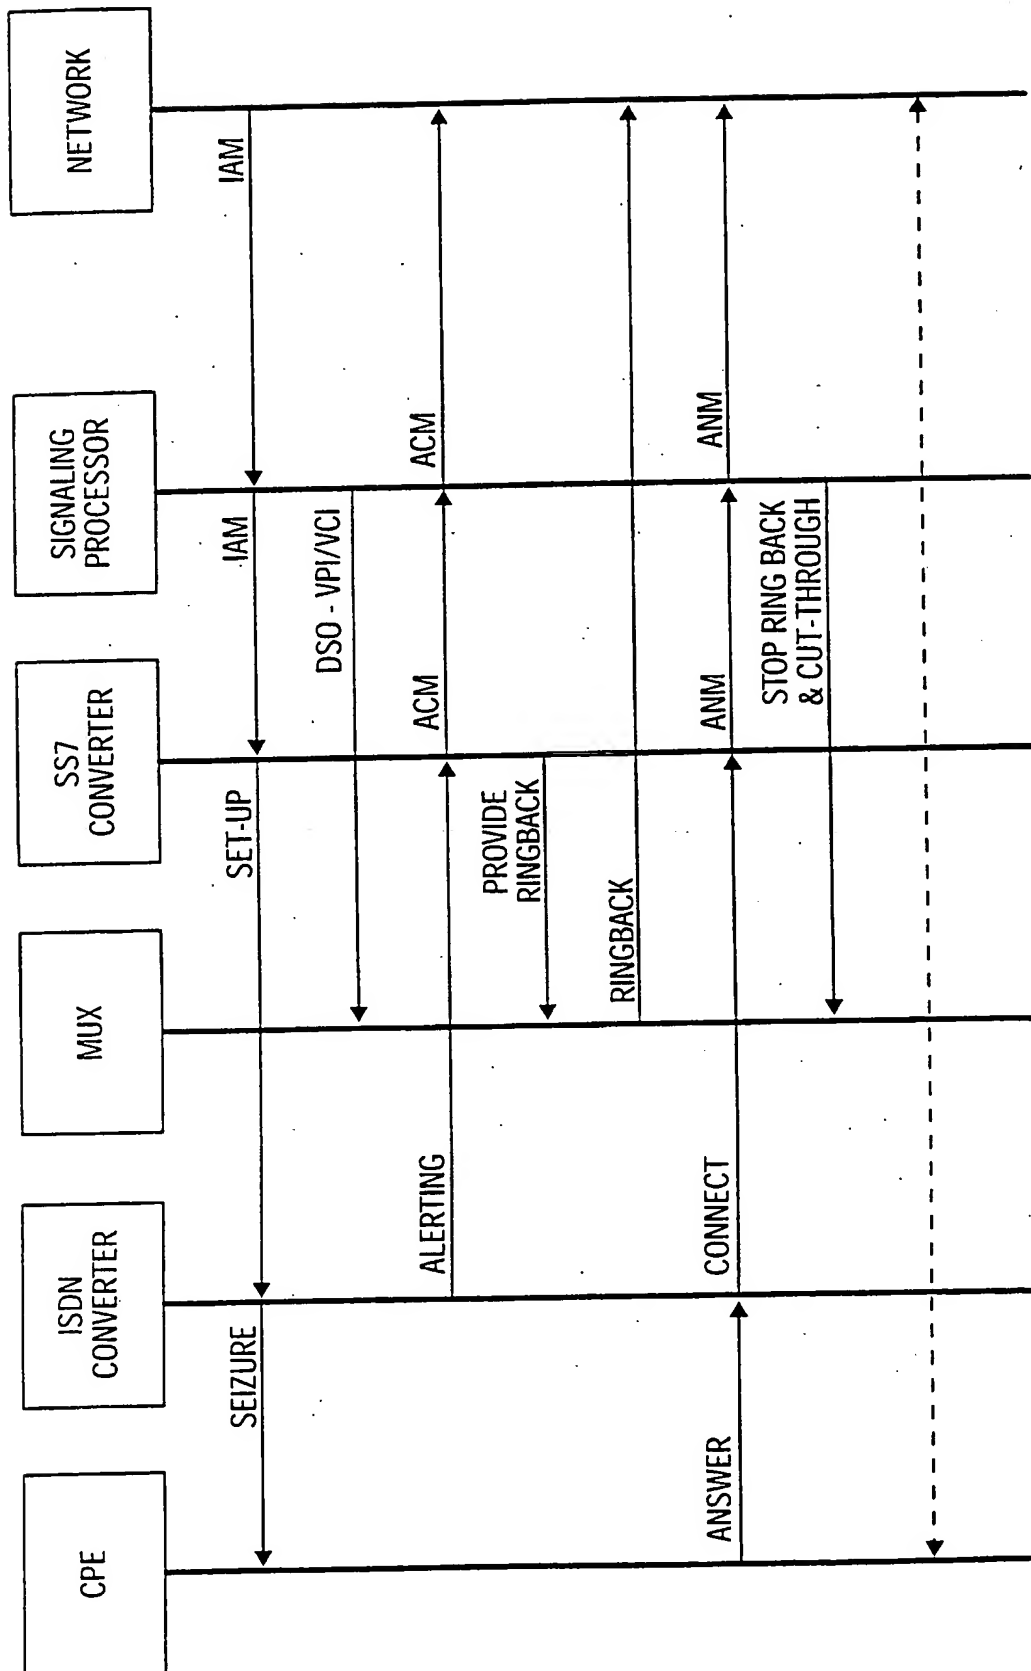 CPE
ISDN
CONVERTER
MUX
SS7
CONVERTER
SIGNALING
PROCESSOR
NETWORK
SEIZURE
SET-UP
IAM
IAM
DSO - VPI/VCI
ALERTING
ACM
ACM
PROVIDE
RINGBACK
RINGBACK
ANSWER
CONNECT
ANM
ANM
STOP RING BACK
& CUT-THROUGH